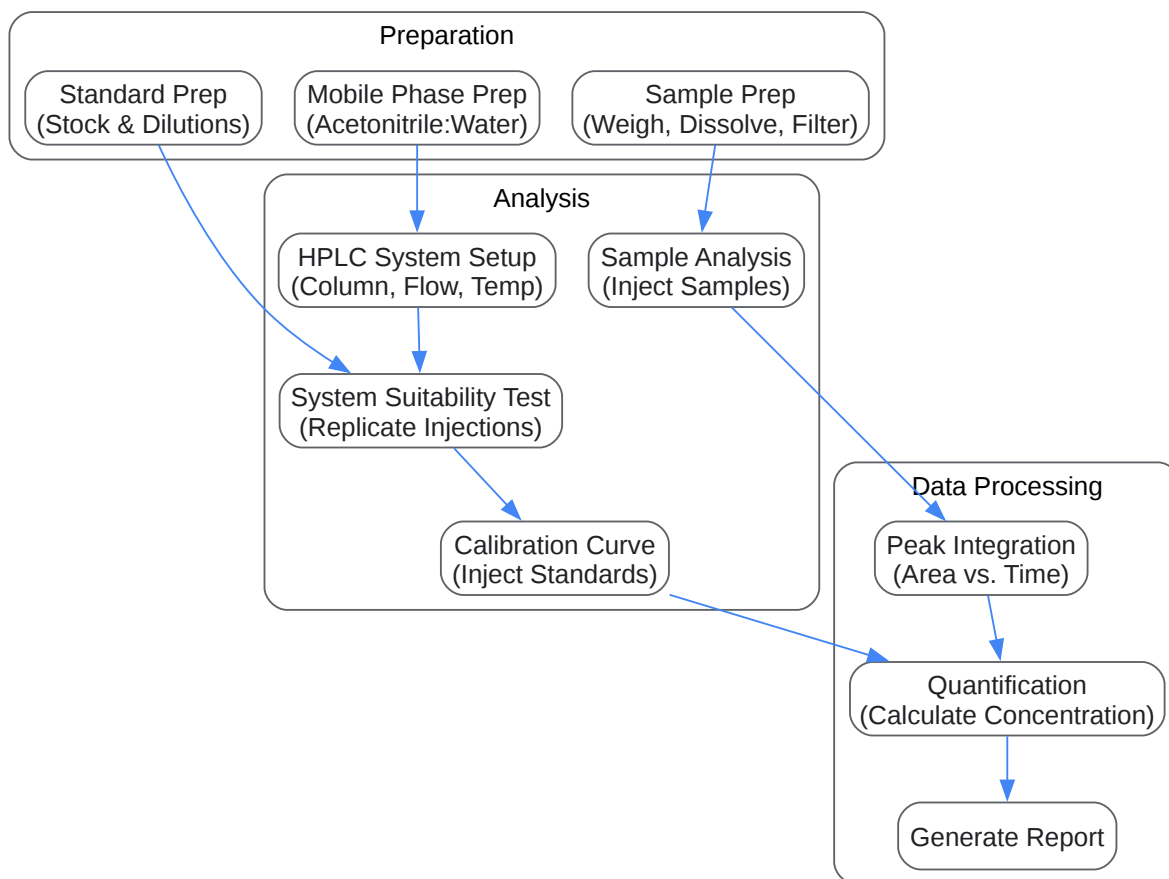 Preparation
Standard Prep
(Stock & Dilutions)
Mobile Phase Prep
(Acetonitrile:Water)
Sample Prep
(Weigh, Dissolve, Filter)
Analysis
HPLC System Setup
(Column, Flow, Temp)
Sample Analysis
(Inject Samples)
System Suitability Test
(Replicate Injections)
Calibration Curve
(Inject Standards)
Data Processing
Peak Integration
(Area vs. Time)
Quantification
(Calculate Concentration)
Generate Report